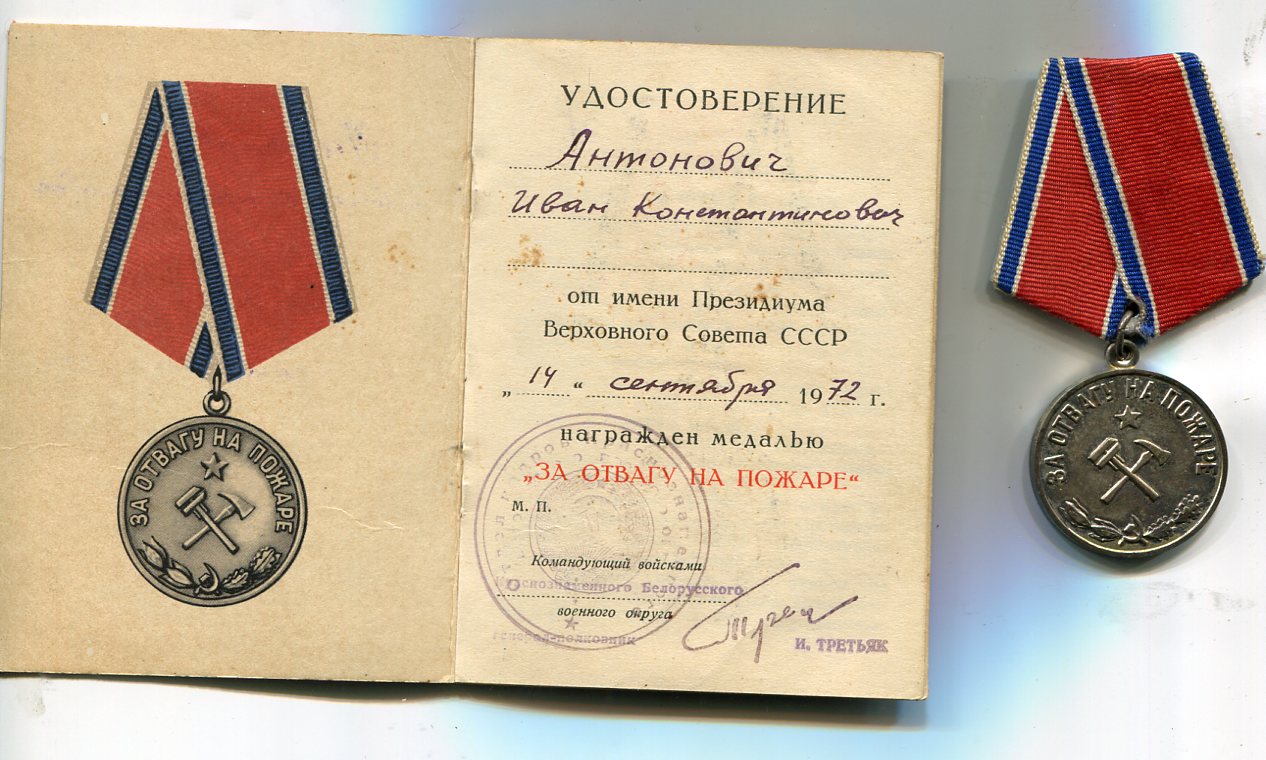 ЗА ОТВАГУ НА ПОЖАРЕ
УДОСТОВЕРЕНИЕ
Антонович
Иван Константинович
от имени Президиума
Верховного Совета СССР
„14“ сентября 1972 г.
награжден медалью
„ЗА ОТВАГУ НА ПОЖАРЕ“
М. П.
Командующий войсками
Краснознаменного Белорусского
военного округа
генерал-полковник
И. ТРЕТЬЯК
ЗА ОТВАГУ НА ПОЖАРЕ